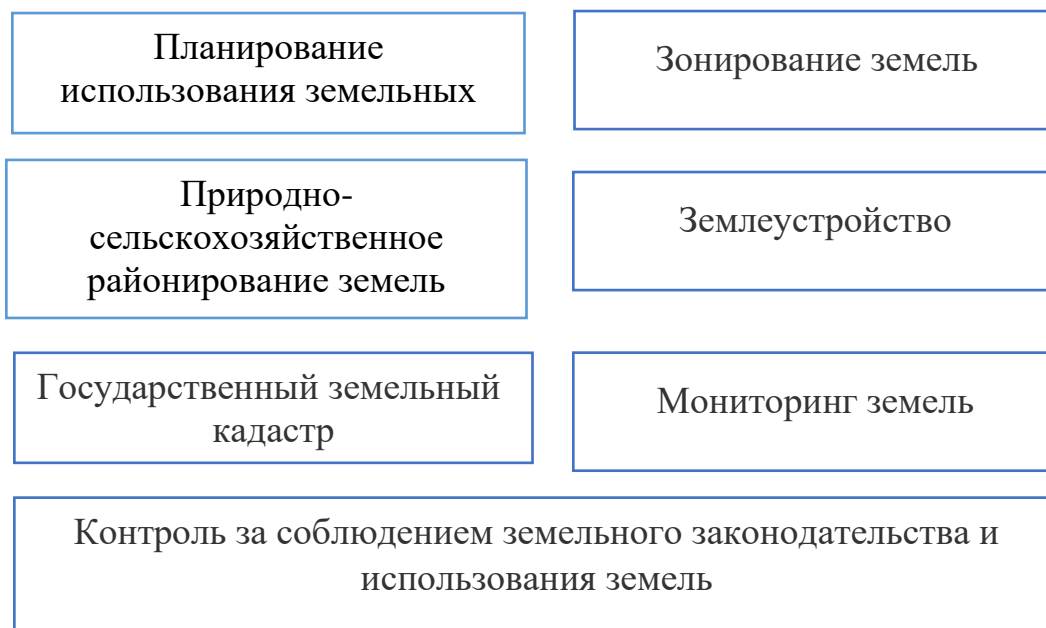 Планирование
использования земельных
Зонирование земель
Природно-
сельскохозяйственное
районирование земель
Землеустройство
Государственный земельный
кадастр
Мониторинг земель
Контроль за соблюдением земельного законодательства и
использования земель